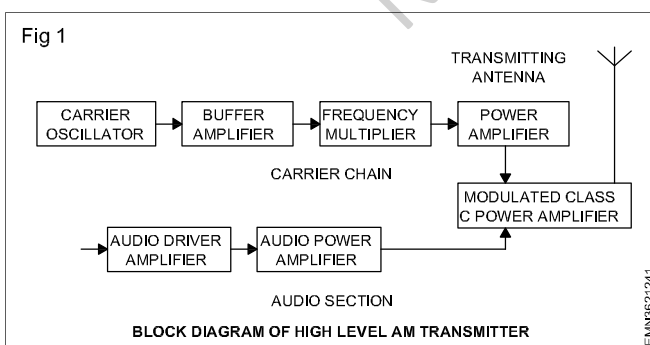 Fig 1
TRANSMITTING
ANTENNA
CARRIER
OSCILLATOR
BUFFER
AMPLIFIER
FREQUENCY
MULTIPLIER
POWER
AMPLIFIER
CARRIER CHAIN
MODULATED CLASS
C POWER AMPLIFIER
AUDIO DRIVER
AMPLIFIER
AUDIO POWER
AMPLIFIER
AUDIO SECTION
BLOCK DIAGRAM OF HIGH LEVEL AM TRANSMITTER